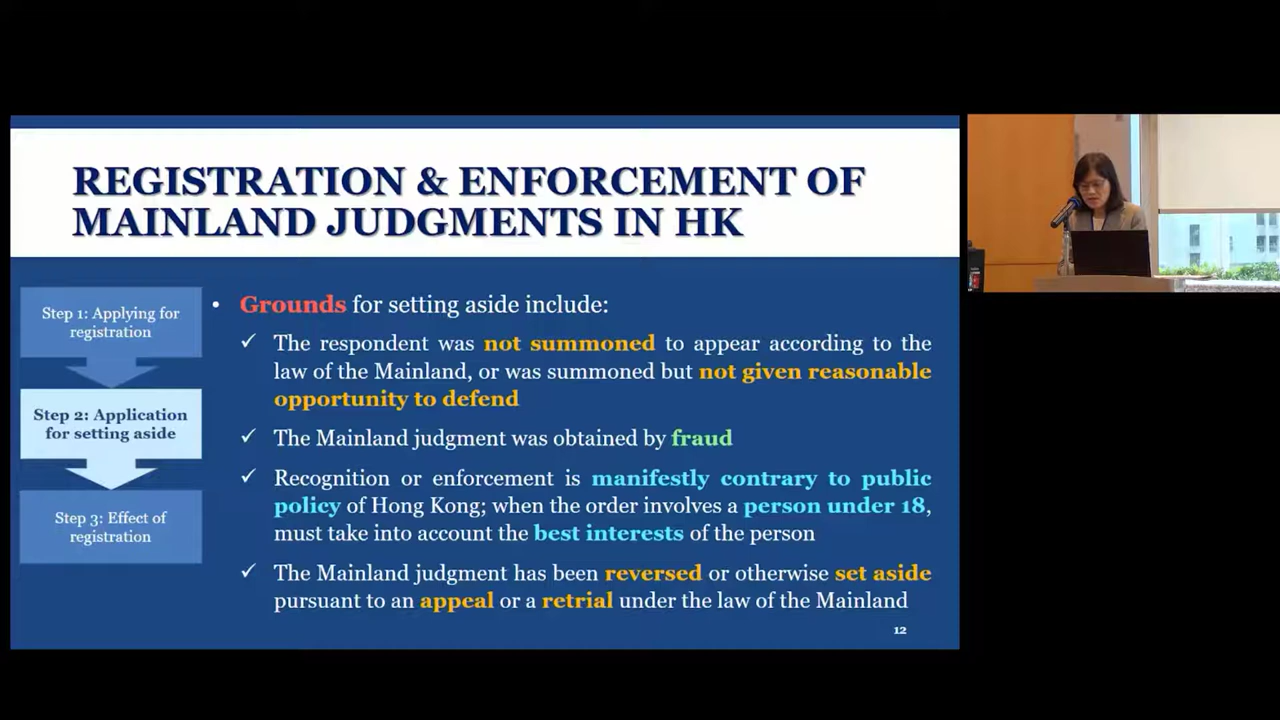 REGISTRATION & ENFORCEMENT OF
MAINLAND JUDGMENTS IN HK
Step 1: Applying for
registration
Step 2: Application
for setting aside
Step 3: Effect of
registration
• Grounds for setting aside include:
✓ The respondent was not summoned to appear according to the
law of the Mainland, or was summoned but not given reasonable
opportunity to defend
✓ The Mainland judgment was obtained by fraud
✓ Recognition or enforcement is manifestly contrary to public
policy of Hong Kong; when the order involves a person under 18,
must take into account the best interests of the person
✓ The Mainland judgment has been reversed or otherwise set aside
pursuant to an appeal or a retrial under the law of the Mainland
12